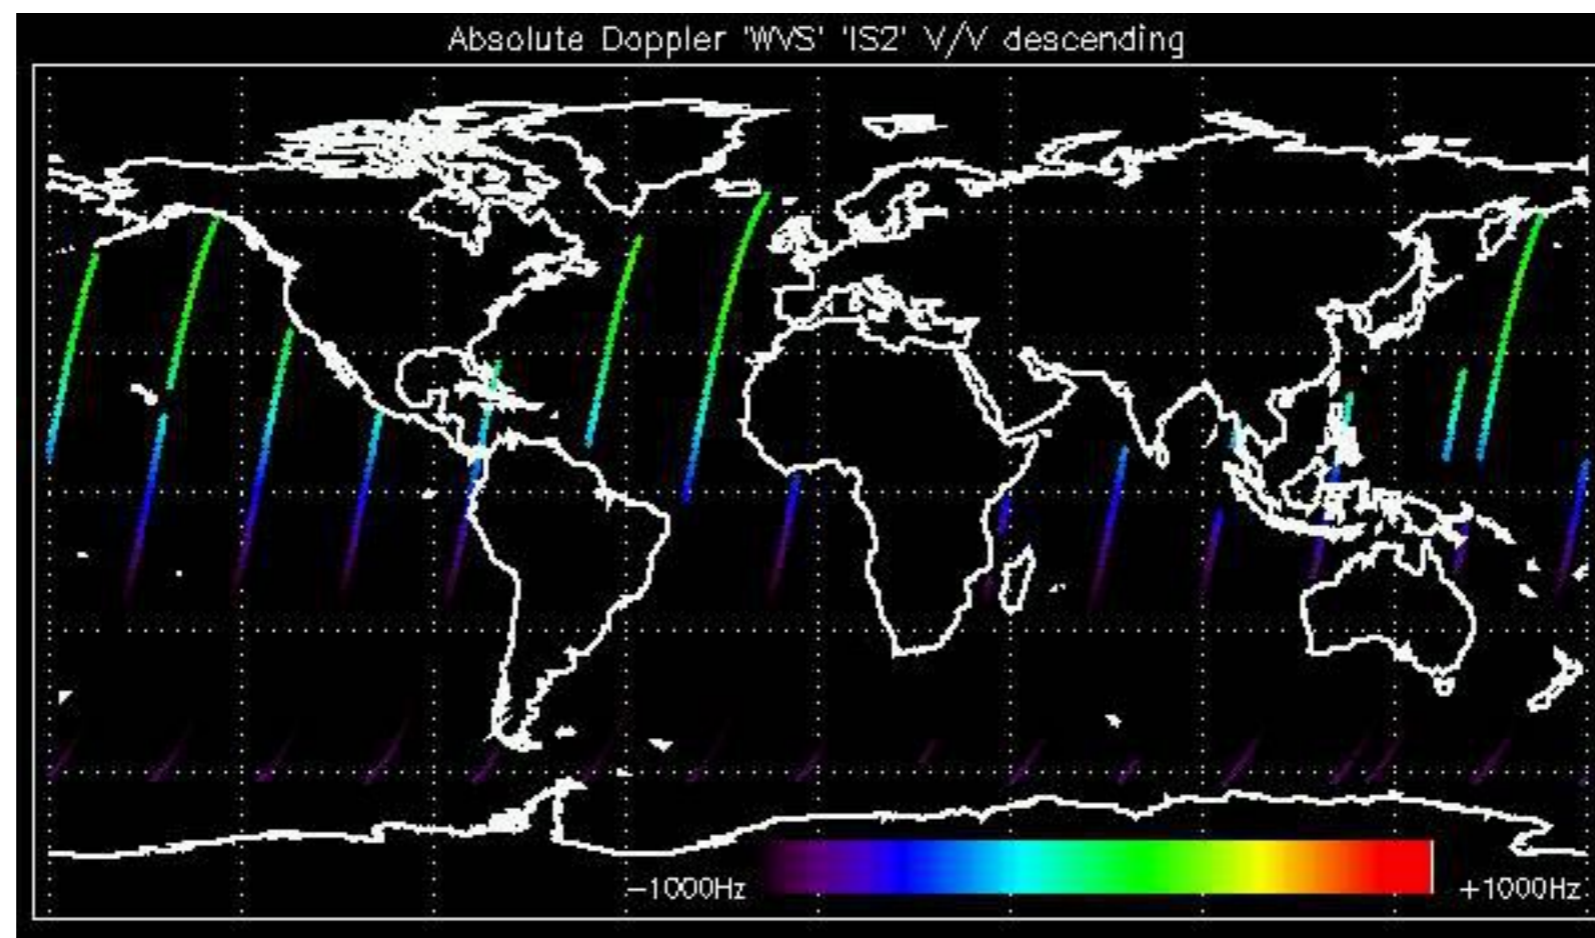 Absolute Doppler 'WVS' 'IS2' V/V descending
−1000Hz +1000Hz